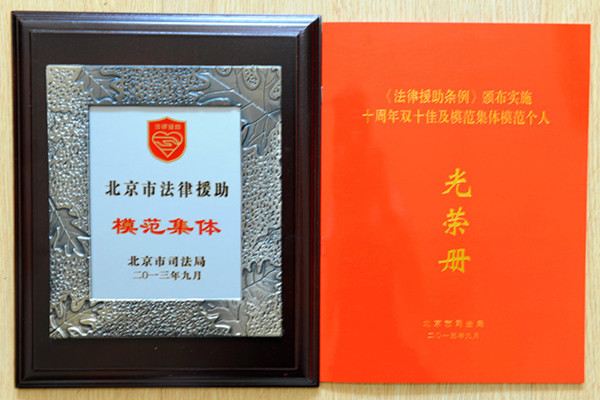 法律援助
北京市法律援助
模范集体
北京市司法局
二〇一三年九月
《法律援助条例》颁布实施
十周年双十佳及模范集体模范个人
光
荣
册
北京市司法局
二〇一三年九月